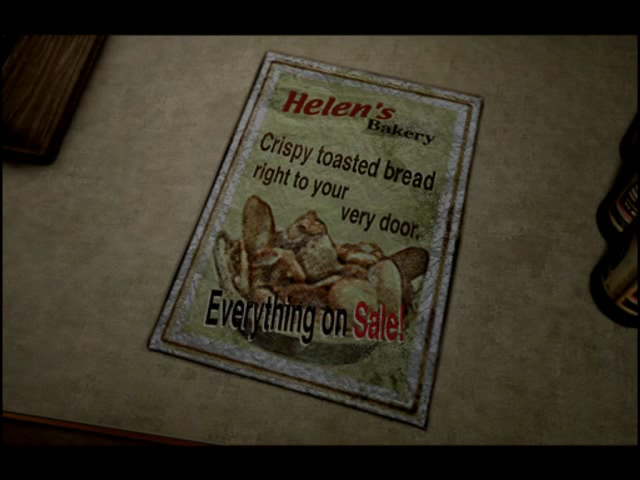 Helen's
Bakery
Crispy toasted bread
right to your
very door.
Everything on Sale!